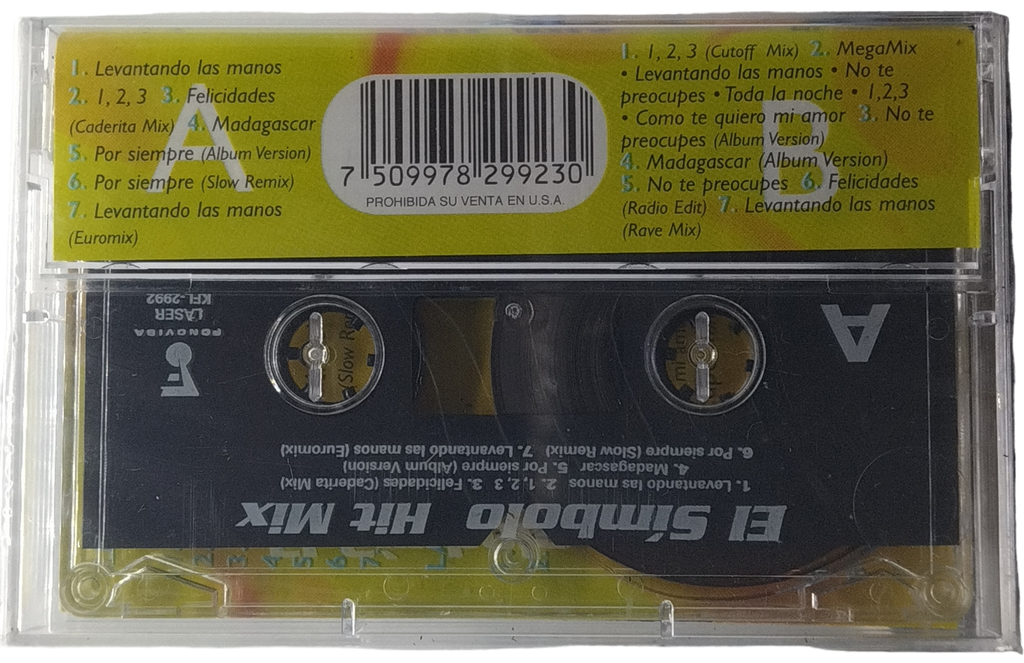 A
1. Levantando las manos
2. 1, 2, 3 3. Felicidades
(Caderita Mix) 4. Madagascar
5. Por siempre (Album Version)
6. Por siempre (Slow Remix)
7. Levantando las manos
(Euromix)
7 509978 299230
PROHIBIDA SU VENTA EN U.S.A.
B
1. 1, 2, 3 (Cutoff Mix) 2. MegaMix
• Levantando las manos • No te
preocupes • Toda la noche • 1,2,3
• Como te quiero mi amor 3. No te
preocupes (Album Version)
4. Madagascar (Album Version)
5. No te preocupes 6. Felicidades
(Radio Edit) 7. Levantando las manos
(Rave Mix)
El Símbolo Hit Mix
1. Levantando las manos 2. 1, 2, 3 3. Felicidades (Caderita Mix)
4. Madagascar 5. Por siempre (Album Version)
6. Por siempre (Slow Remix) 7. Levantando las manos (Euromix)
A
FONOVISA
LASER
KFL-2992
(Slow Re
mi am